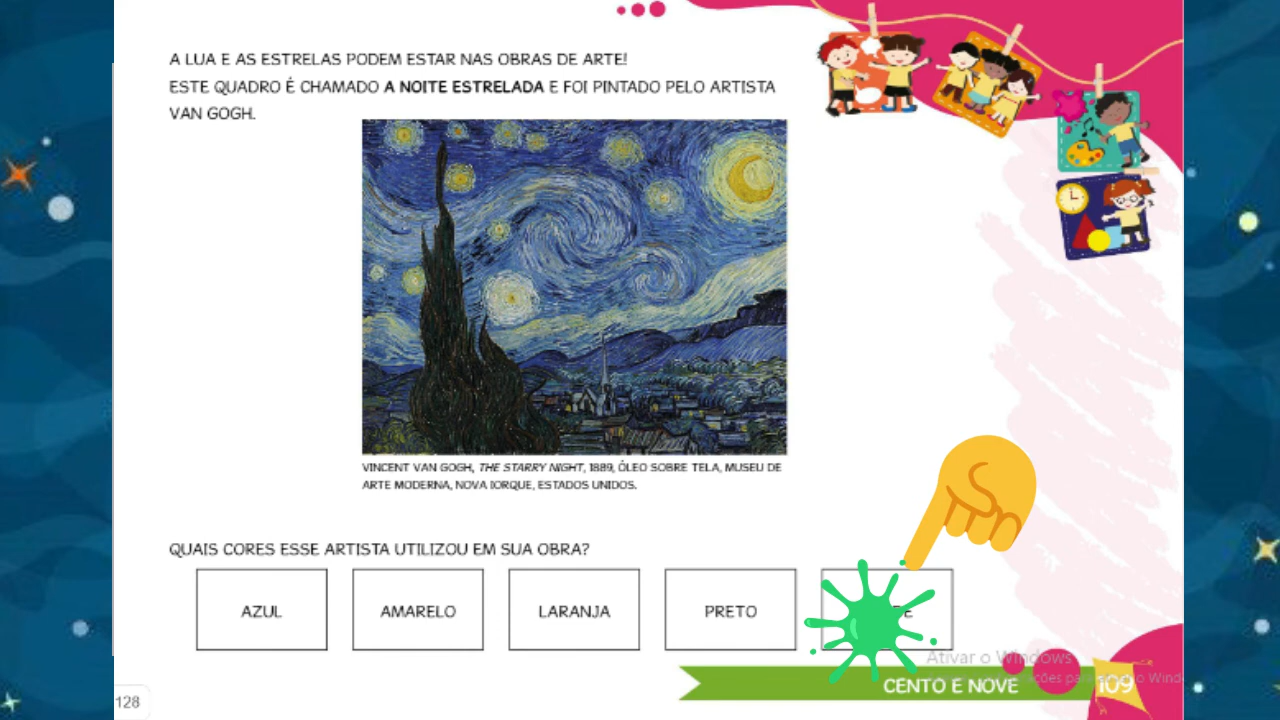 A LUA E AS ESTRELAS PODEM ESTAR NAS OBRAS DE ARTE!
ESTE QUADRO É CHAMADO A NOITE ESTRELADA E FOI PINTADO PELO ARTISTA
VAN GOGH.
VINCENT VAN GOGH, THE STARRY NIGHT, 1889, ÓLEO SOBRE TELA, MUSEU DE
ARTE MODERNA, NOVA IORQUE, ESTADOS UNIDOS.
QUAIS CORES ESSE ARTISTA UTILIZOU EM SUA OBRA?
AZUL AMARELO LARANJA PRETO
Ativar o Windows
CENTO E NOVE 109
128